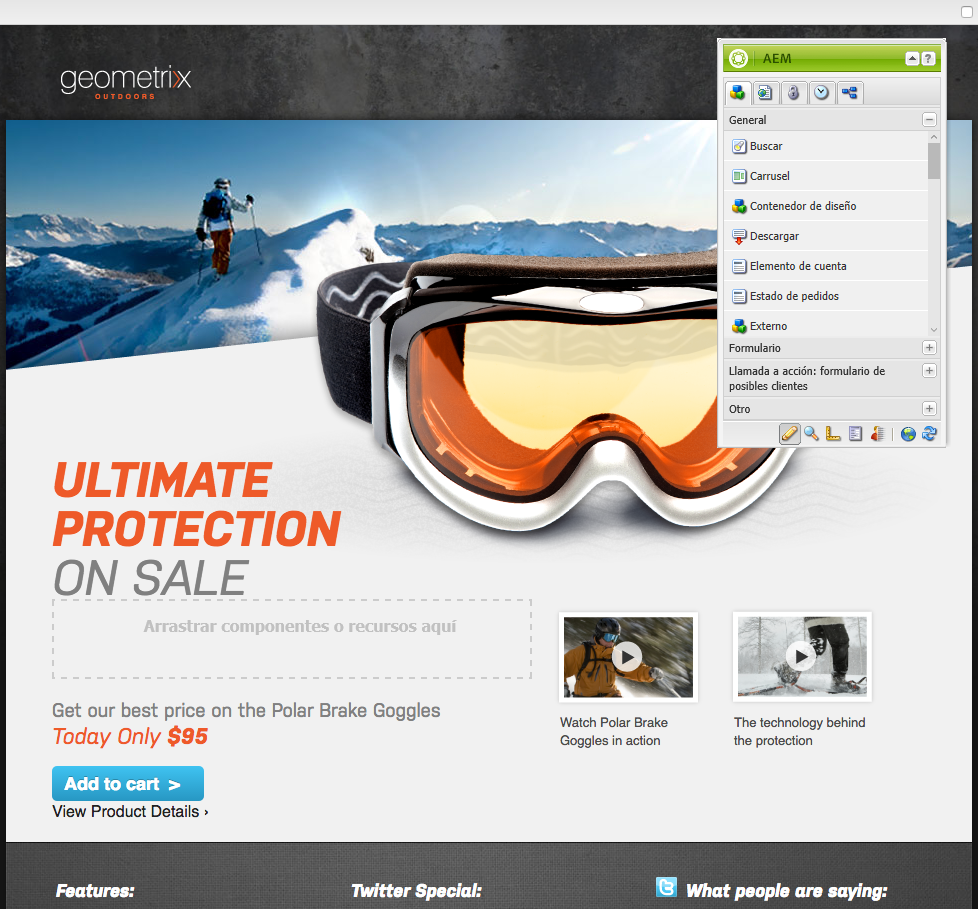 geometrixx
OUTDOORS
AEM
?
General
Buscar
Carrusel
Contenedor de diseño
Descargar
Elemento de cuenta
Estado de pedidos
Externo
Formulario
Llamada a acción: formulario de
posibles clientes
Otro
ULTIMATE
PROTECTION
ON SALE
Arrastrar componentes o recursos aquí
Get our best price on the Polar Brake Goggles
Today Only $95
Add to cart >
View Product Details ›
Watch Polar Brake
Goggles in action
The technology behind
the protection
Features:
Twitter Special:
What people are saying: